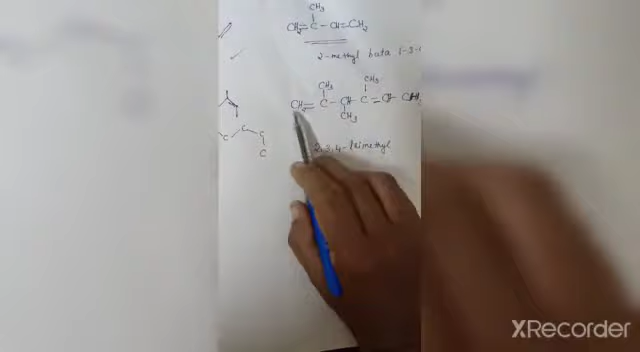 CH3
CH2=C-CH=CH2
2-methyl buta 1-3-
CH3 CH3
CH2=C-CH-C=CH-CH3
CH3
2,3,4-trimethyl
C C C
C
XRecorder